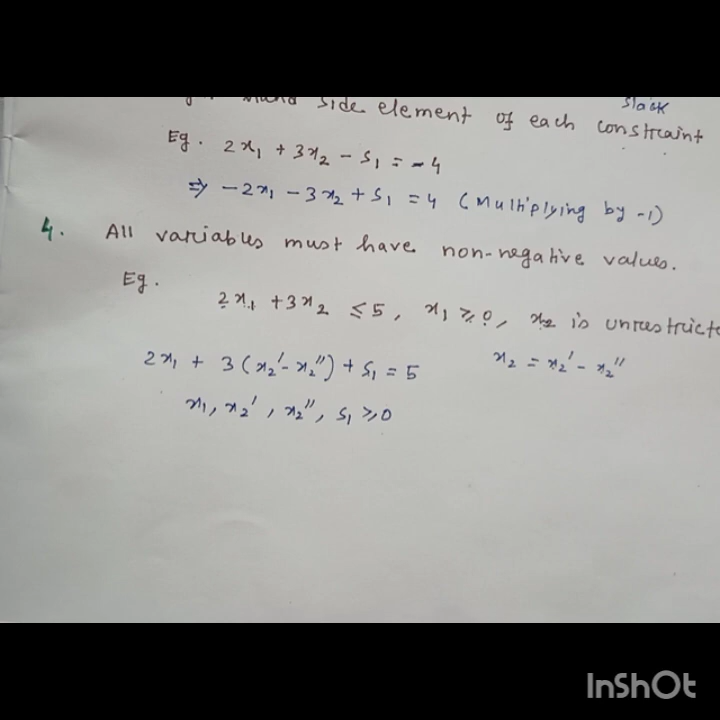 slack
side element of each constraint
Eg. 2x₁ + 3x₂ - s₁ = -4
⇒ -2x₁ - 3x₂ + s₁ = 4 (Multiplying by -1)
4. All variables must have non-negative values.
Eg.
2x₁ + 3x₂ ≤ 5, x₁ ≥ 0, x₂ is unrestricte
2x₁ + 3(x₂' - x₂'') + s₁ = 5 x₂ = x₂' - x₂''
x₁, x₂', x₂'', s₁ ≥ 0
InShOt